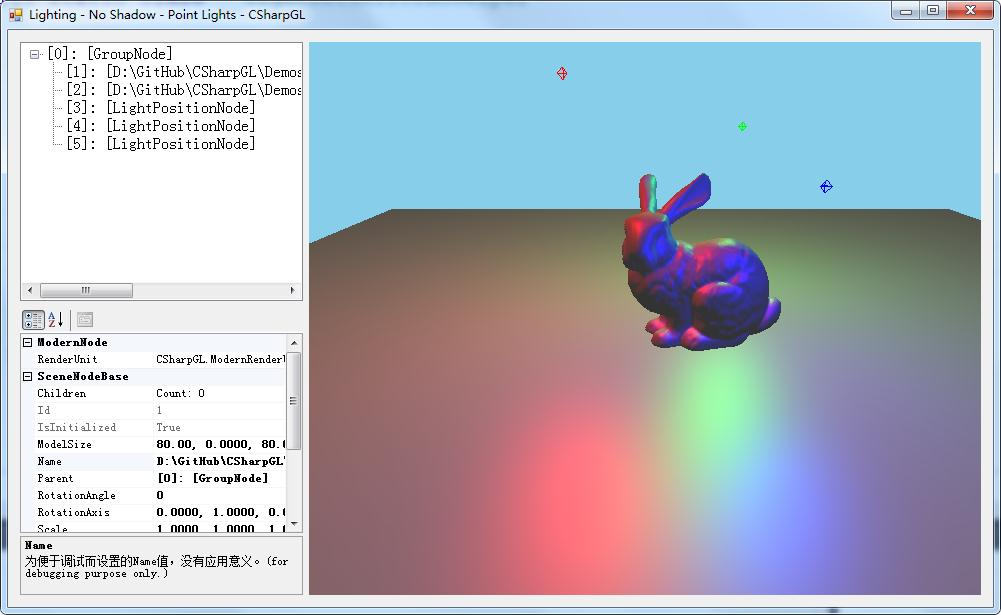 Lighting - No Shadow - Point Lights - CSharpGL
[0]: [GroupNode]
[1]: [D:\GitHub\CSharpGL\Demos
[2]: [D:\GitHub\CSharpGL\Demos
[3]: [LightPositionNode]
[4]: [LightPositionNode]
[5]: [LightPositionNode]
ModernNode
RenderUnit CSharpGL.ModernRenderU
SceneNodeBase
Children Count: 0
Id 1
IsInitialized True
ModelSize 80.00, 0.0000, 80.0
Name D:\GitHub\CSharpGL\
Parent [0]: [GroupNode]
RotationAngle 0
RotationAxis 0.0000, 1.0000, 0.0
Scale 1.0000, 1.0000, 1.0
Name
为便于调试而设置的Name值，没有应用意义。(for
debugging purpose only.)